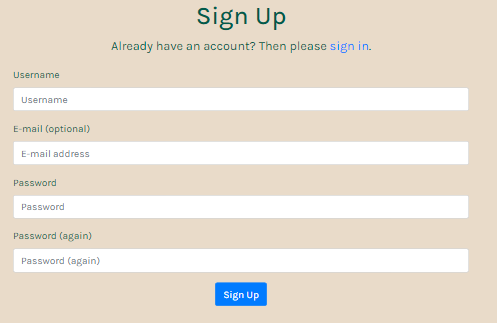 Sign Up
Already have an account? Then please sign in.
Username
Username
E-mail (optional)
E-mail address
Password
Password
Password (again)
Password (again)
Sign Up